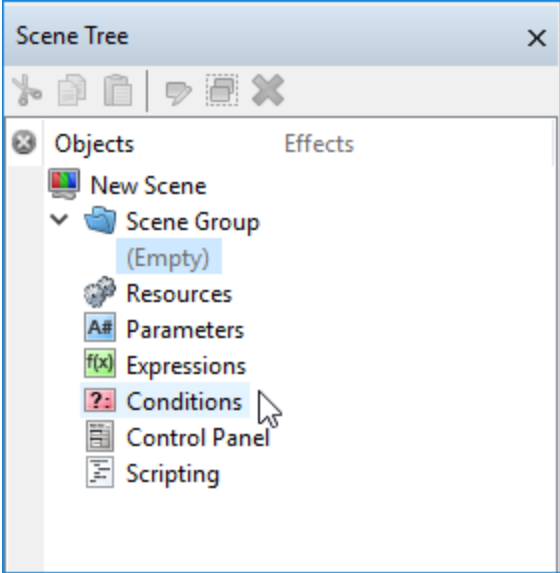 Scene Tree
Objects Effects
New Scene
Scene Group
(Empty)
Resources
A# Parameters
f(x) Expressions
?: Conditions
Control Panel
Scripting